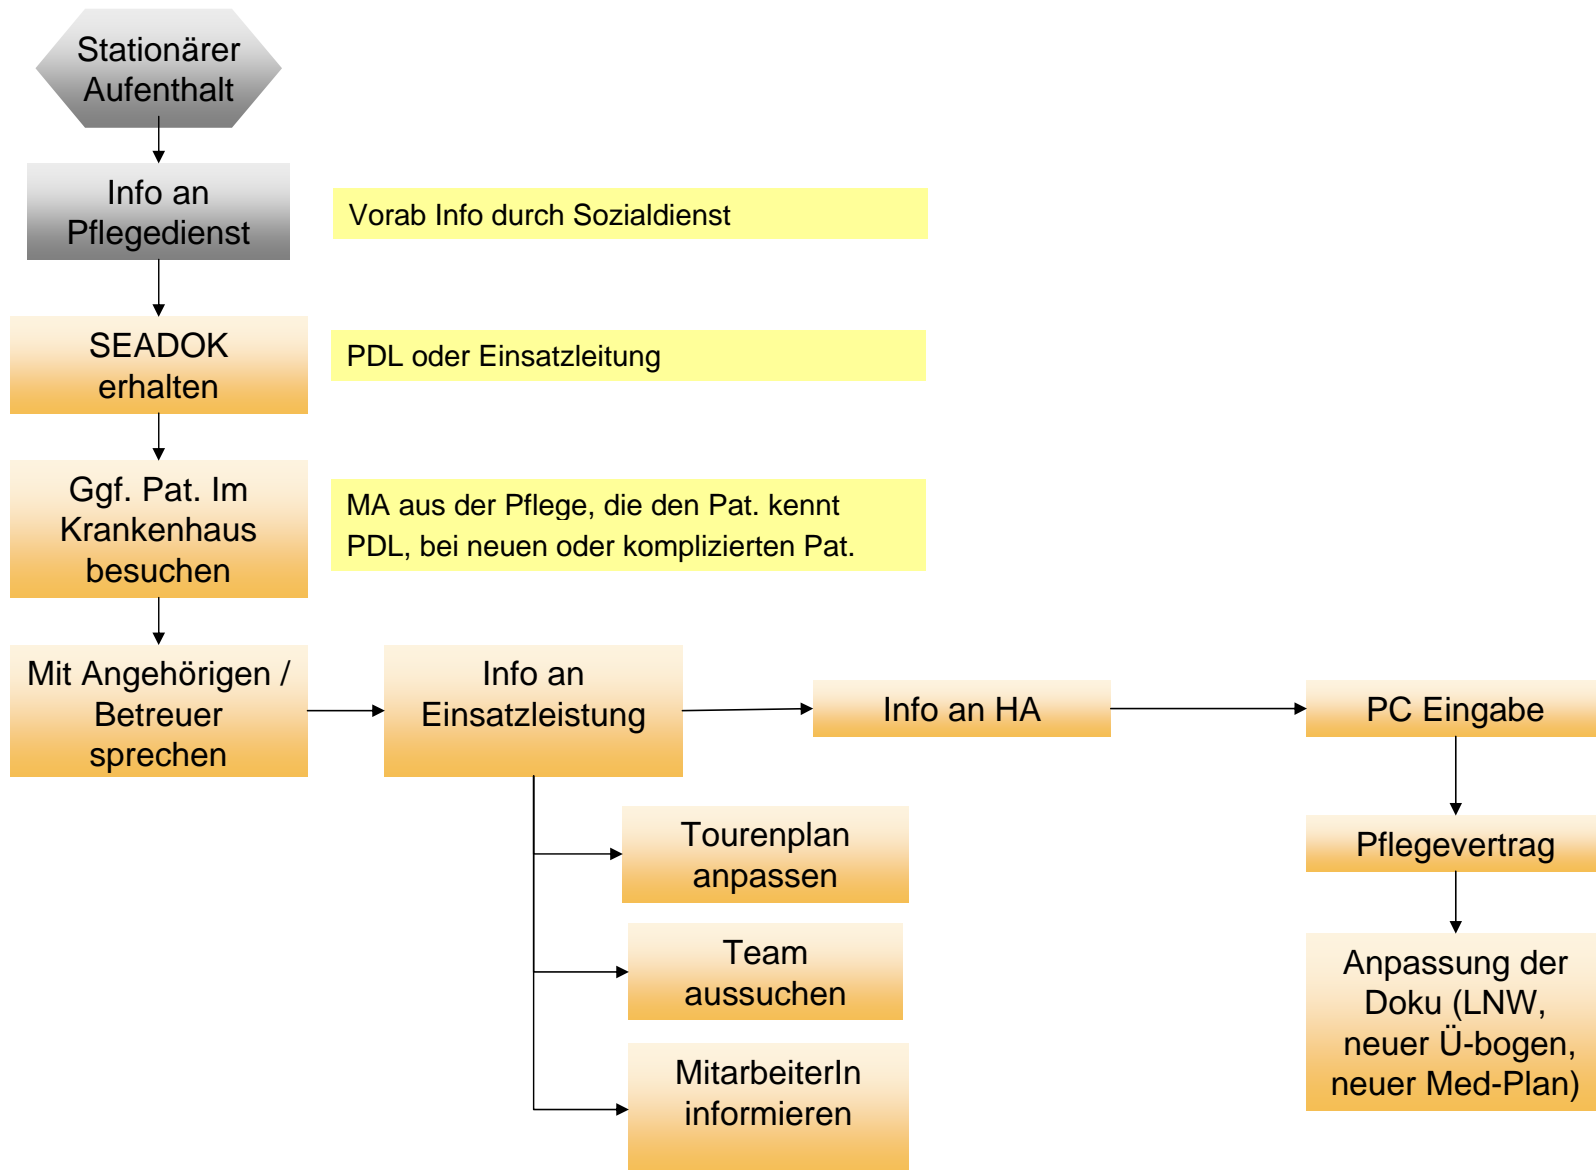 Stationärer
Aufenthalt
Info an
Pflegedienst
Vorab Info durch Sozialdienst
SEADOK
erhalten
PDL oder Einsatzleitung
Ggf. Pat. Im
Krankenhaus
besuchen
MA aus der Pflege, die den Pat. kennt
PDL, bei neuen oder komplizierten Pat.
Mit Angehörigen /
Betreuer
sprechen
Info an
Einsatzleistung
Info an HA
PC Eingabe
Tourenplan
anpassen
Team
aussuchen
MitarbeiterIn
informieren
Pflegevertrag
Anpassung der
Doku (LNW,
neuer Ü-bogen,
neuer Med-Plan)